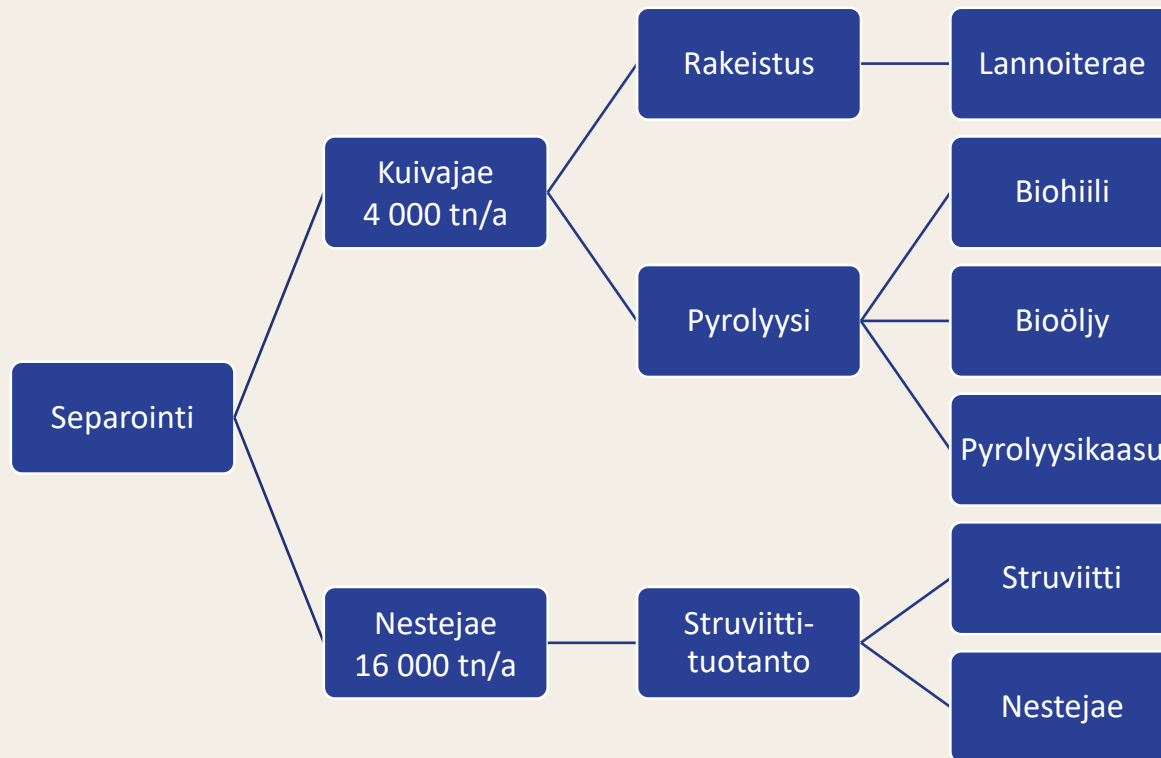 Separointi
Kuivajae
4 000 tn/a
Nestejae
16 000 tn/a
Rakeistus
Pyrolyysi
Struviitti-
tuotanto
Lannoiterae
Biohiili
Bioöljy
Pyrolyysikaasu
Struviitti
Nestejae